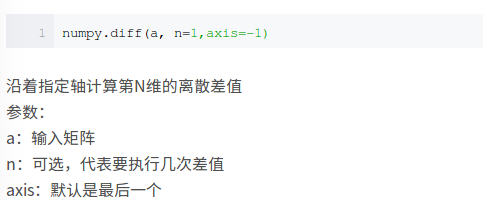 1 numpy.diff(a, n=1,axis=-1)
沿着指定轴计算第N维的离散差值
参数：
a：输入矩阵
n：可选，代表要执行几次差值
axis：默认是最后一个